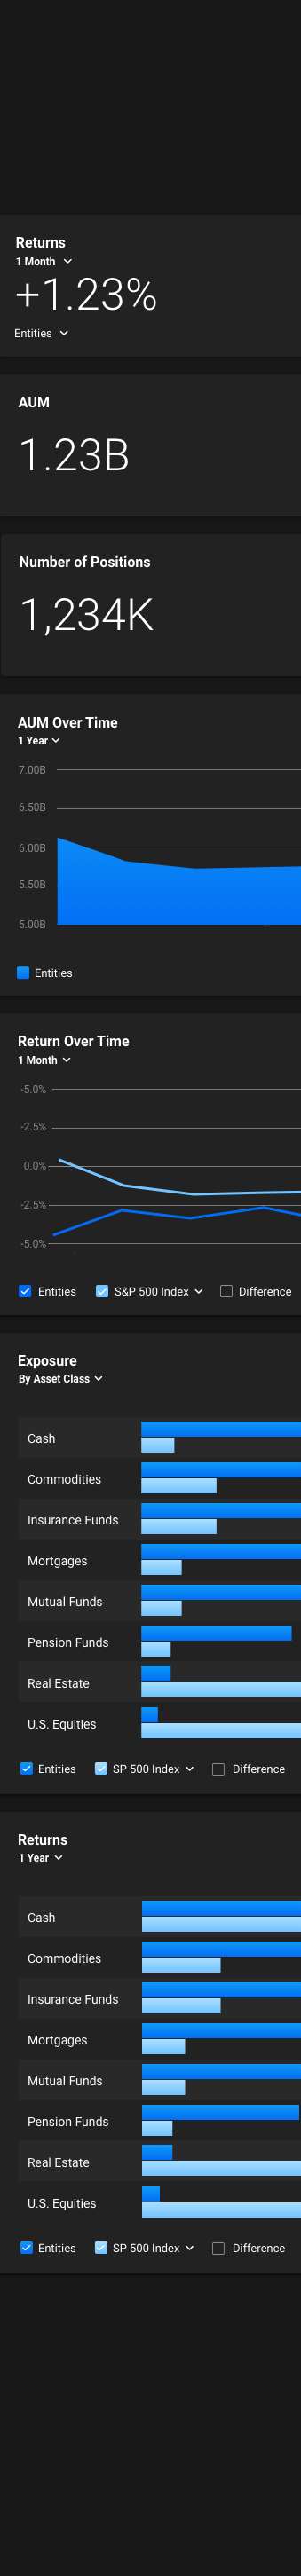 Returns
1 Month
+1.23%
Entities
AUM
1.23B
Number of Positions
1,234K
AUM Over Time
1 Year
7.00B
6.50B
6.00B
5.50B
5.00B
Entities
Return Over Time
1 Month
-5.0%
-2.5%
0.0%
-2.5%
-5.0%
Entities S&P 500 Index Difference
Exposure
By Asset Class
Cash
Commodities
Insurance Funds
Mortgages
Mutual Funds
Pension Funds
Real Estate
U.S. Equities
Entities SP 500 Index Difference
Returns
1 Year
Cash
Commodities
Insurance Funds
Mortgages
Mutual Funds
Pension Funds
Real Estate
U.S. Equities
Entities SP 500 Index Difference